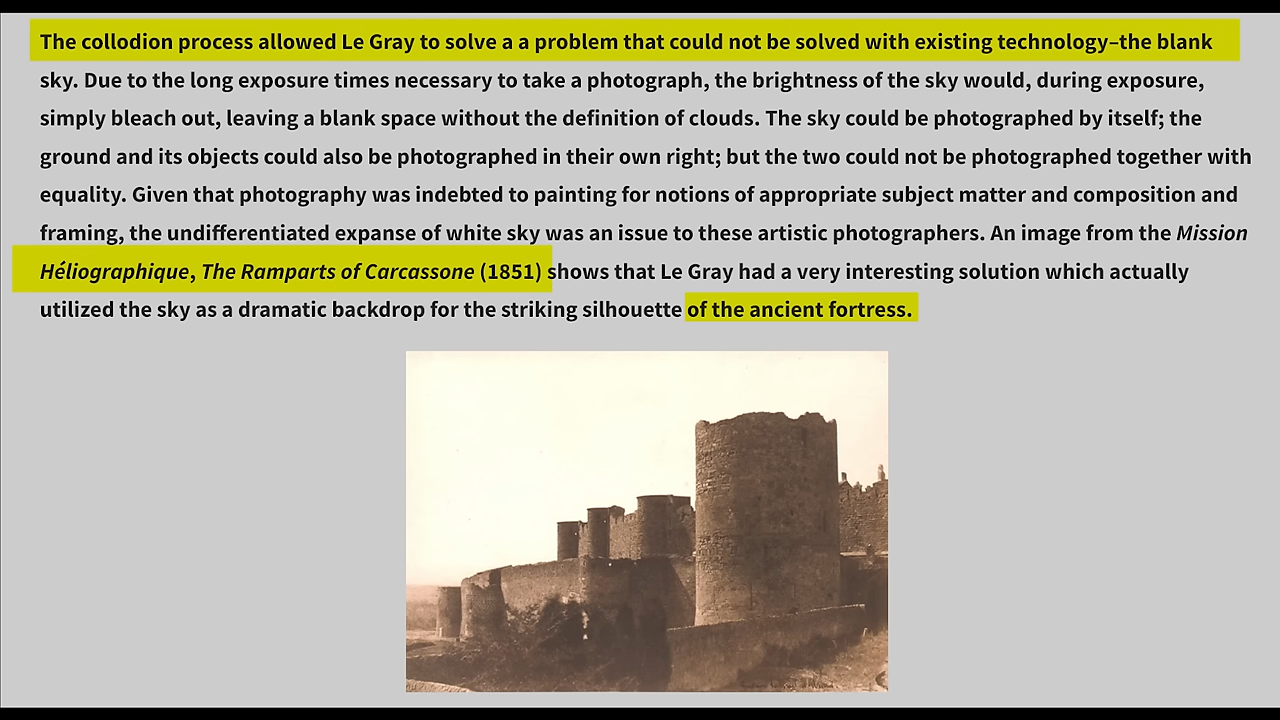 The collodion process allowed Le Gray to solve a a problem that could not be solved with existing technology–the blank
sky. Due to the long exposure times necessary to take a photograph, the brightness of the sky would, during exposure,
simply bleach out, leaving a blank space without the definition of clouds. The sky could be photographed by itself; the
ground and its objects could also be photographed in their own right; but the two could not be photographed together with
equality. Given that photography was indebted to painting for notions of appropriate subject matter and composition and
framing, the undifferentiated expanse of white sky was an issue to these artistic photographers. An image from the Mission
Héliographique, The Ramparts of Carcassone (1851) shows that Le Gray had a very interesting solution which actually
utilized the sky as a dramatic backdrop for the striking silhouette of the ancient fortress.